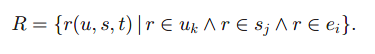 R = {r(u, s, t) | r ∈ u_k ∧ r ∈ s_j ∧ r ∈ e_i}.